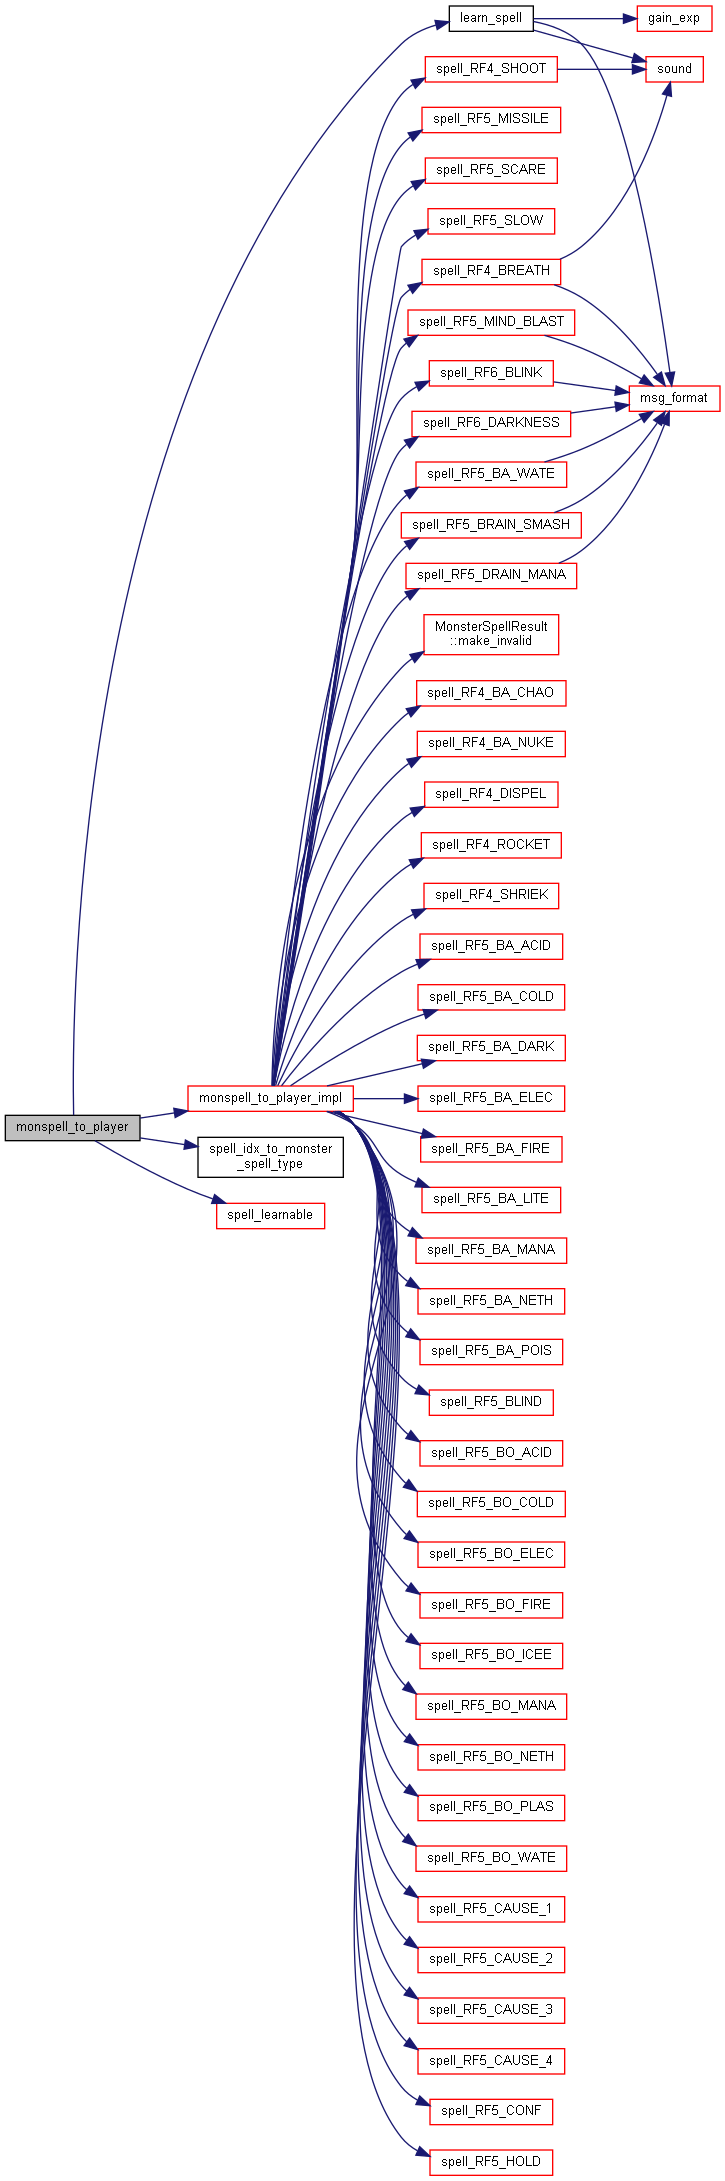 learn_spell
gain_exp
sound
spell_RF4_SHOOT
spell_RF5_MISSILE
spell_RF5_SCARE
spell_RF5_SLOW
spell_RF4_BREATH
spell_RF5_MIND_BLAST
spell_RF6_BLINK
msg_format
spell_RF6_DARKNESS
spell_RF5_BA_WATE
spell_RF5_BRAIN_SMASH
spell_RF5_DRAIN_MANA
MonsterSpellResult
::make_invalid
spell_RF4_BA_CHAO
spell_RF4_BA_NUKE
spell_RF4_DISPEL
spell_RF4_ROCKET
spell_RF4_SHRIEK
spell_RF5_BA_ACID
spell_RF5_BA_COLD
spell_RF5_BA_DARK
monspell_to_player_impl
spell_RF5_BA_ELEC
monspell_to_player
spell_idx_to_monster
_spell_type
spell_learnable
spell_RF5_BA_FIRE
spell_RF5_BA_LITE
spell_RF5_BA_MANA
spell_RF5_BA_NETH
spell_RF5_BA_POIS
spell_RF5_BLIND
spell_RF5_BO_ACID
spell_RF5_BO_COLD
spell_RF5_BO_ELEC
spell_RF5_BO_FIRE
spell_RF5_BO_ICEE
spell_RF5_BO_MANA
spell_RF5_BO_NETH
spell_RF5_BO_PLAS
spell_RF5_BO_WATE
spell_RF5_CAUSE_1
spell_RF5_CAUSE_2
spell_RF5_CAUSE_3
spell_RF5_CAUSE_4
spell_RF5_CONF
spell_RF5_HOLD